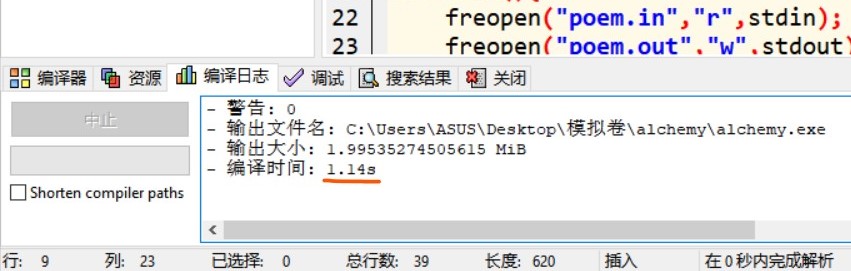 22 freopen("poem.in","r",stdin);
23 freopen("poem.out","w",stdout)
编译器 资源 编译日志 调试 搜索结果 关闭
中止
Shorten compiler paths
- 警告: 0
- 输出文件名: C:\Users\ASUS\Desktop\模拟卷\alchemy\alchemy.exe
- 输出大小: 1.99535274505615 MiB
- 编译时间: 1.14s
行: 9 列: 23 已选择: 0 总行数: 39 长度: 620 插入 在 0 秒内完成解析